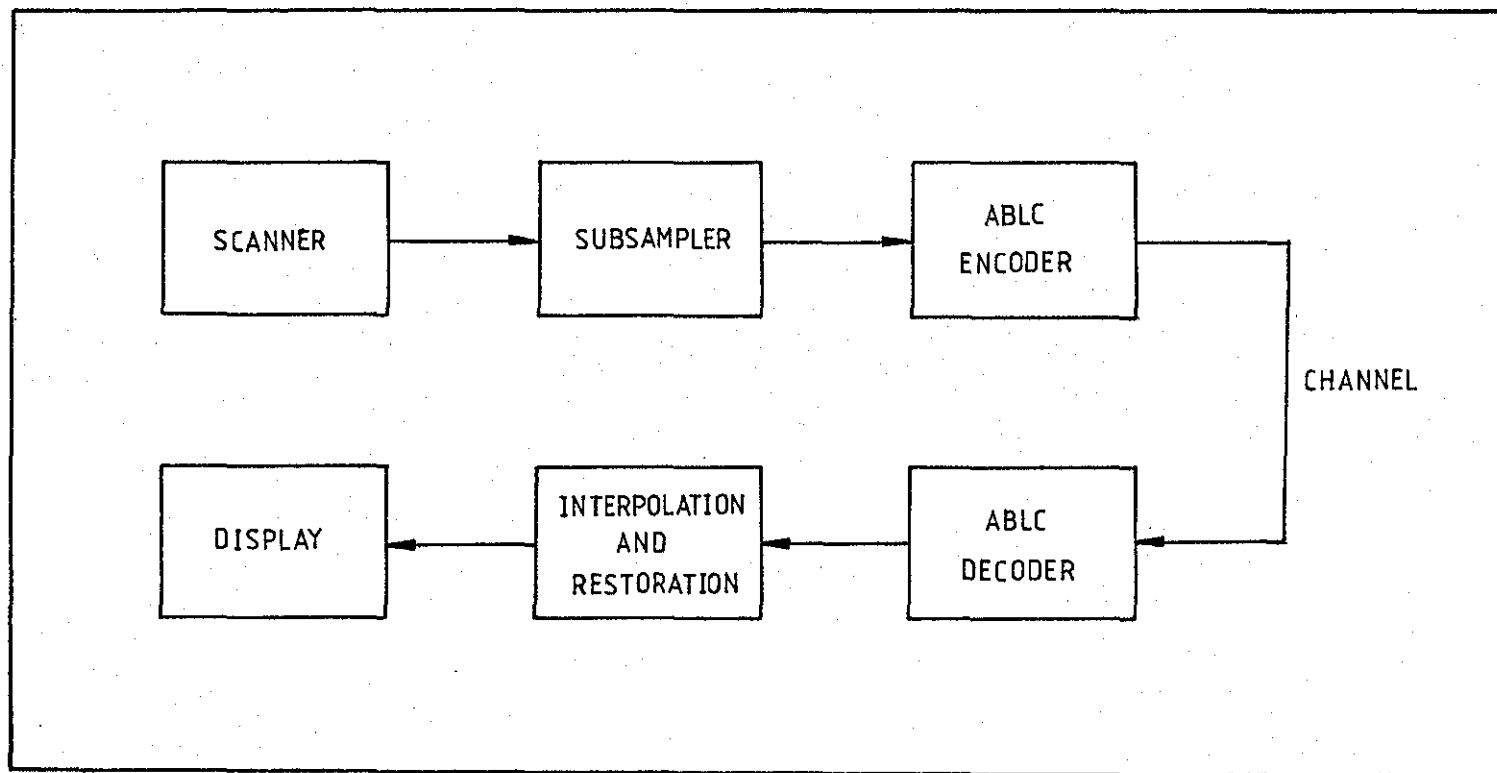 SCANNER
SUBSAMPLER
ABLC
ENCODER
CHANNEL
DISPLAY
INTERPOLATION
AND
RESTORATION
ABLC
DECODER